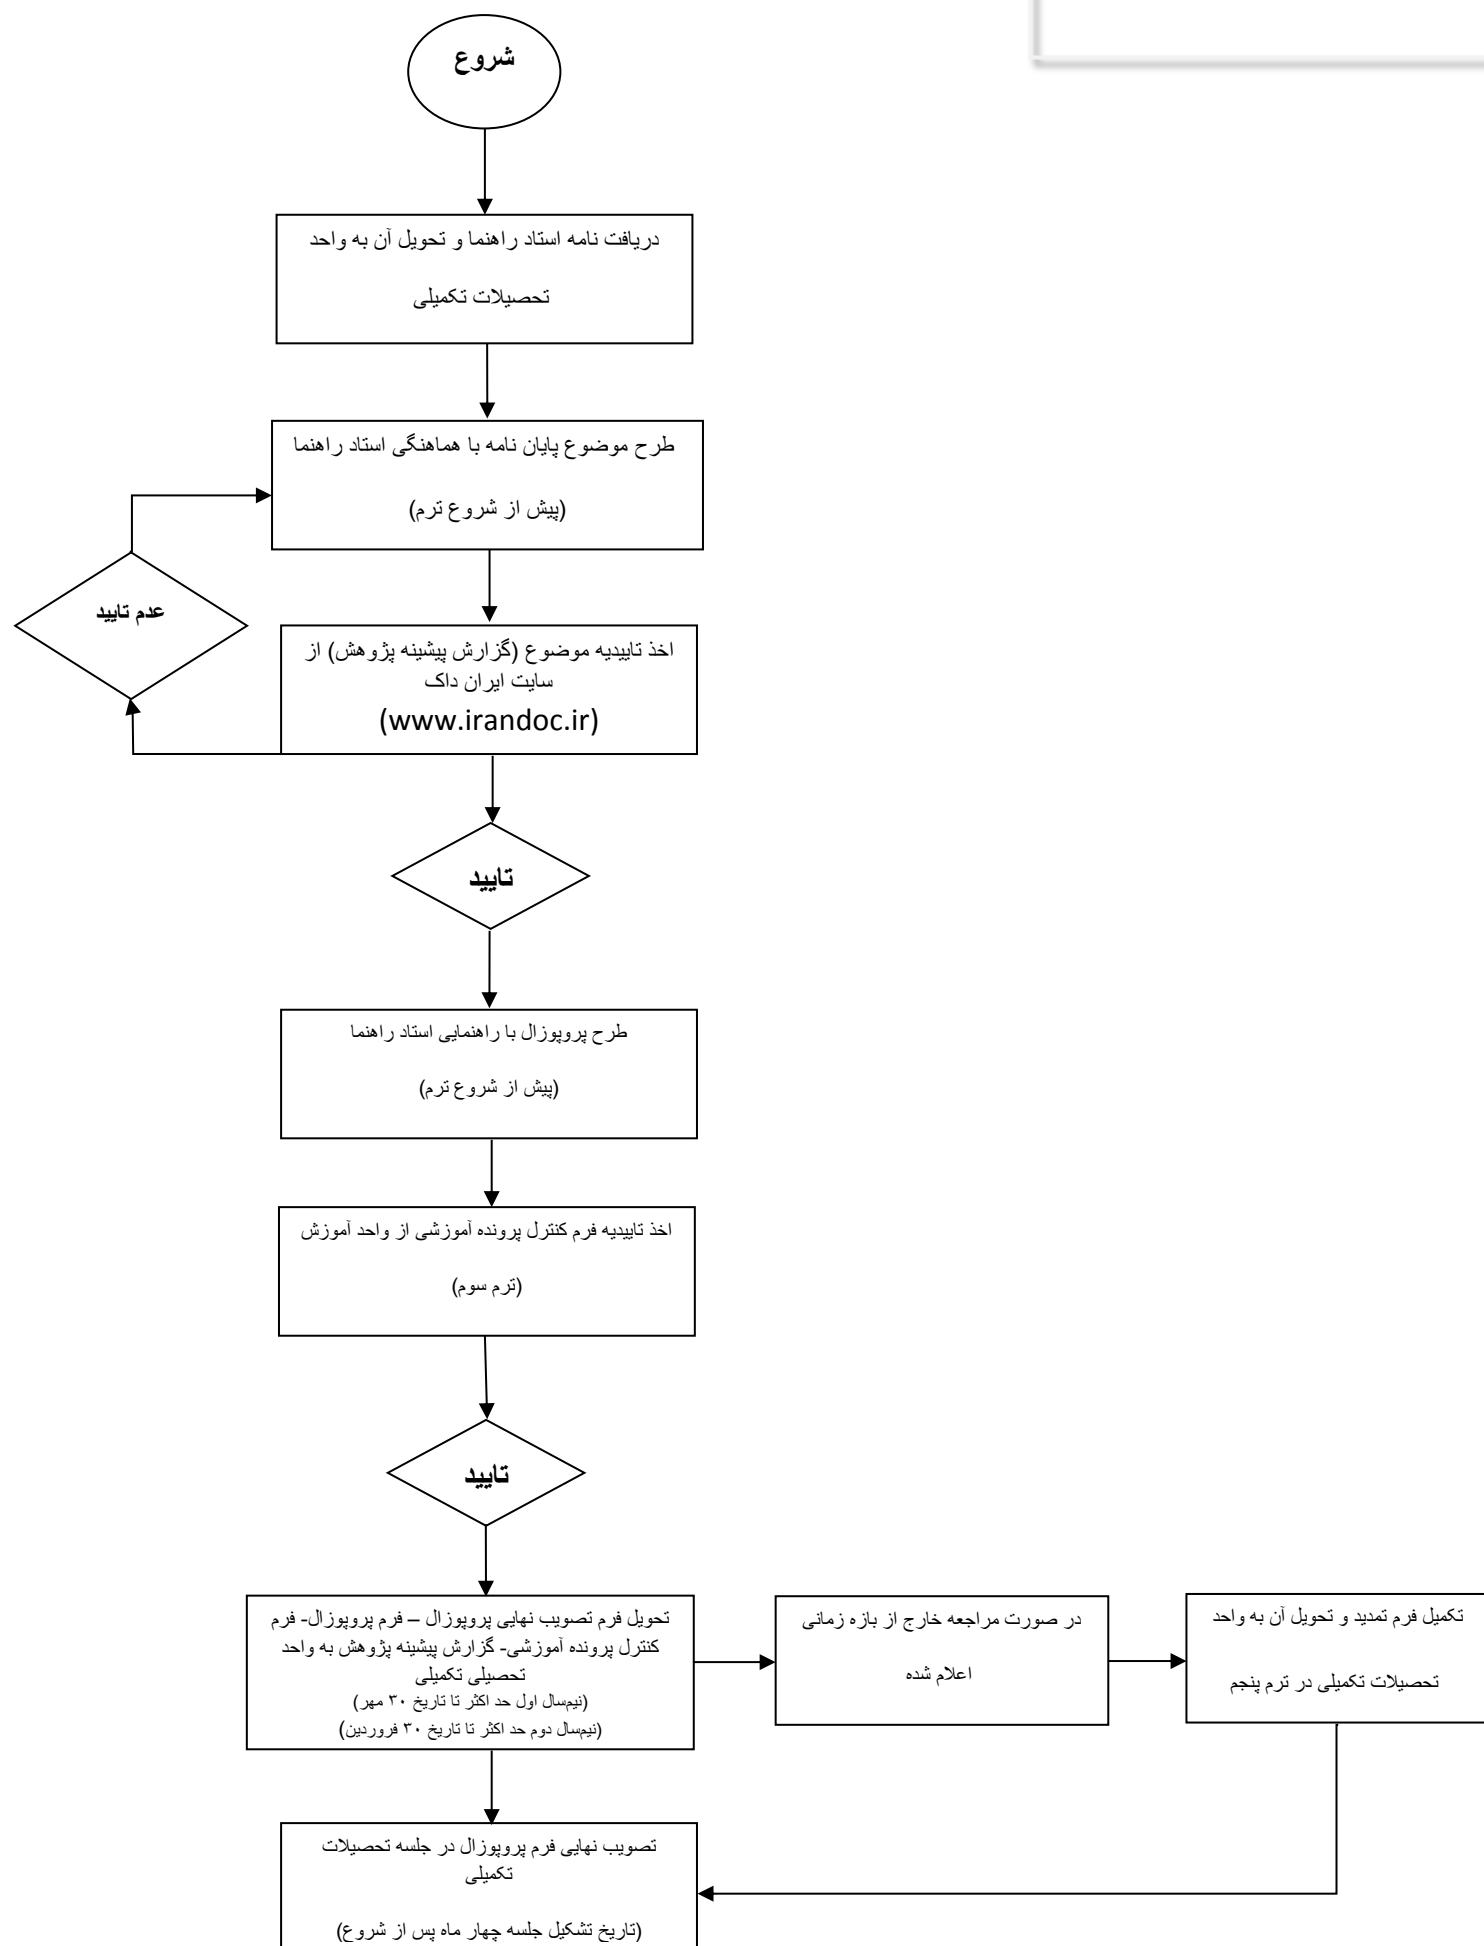 شروع
دریافت نامه استاد راهنما و تحویل آن به واحد
تحصیلات تکمیلی
طرح موضوع پایان نامه با هماهنگی استاد راهنما
(پیش از شروع ترم)
عدم تایید
اخذ تاییدیه موضوع (گزارش پیشینه پژوهش) از
سایت ایران داک
(www.irandoc.ir)
تایید
طرح پروپوزال با راهنمایی استاد راهنما
(پیش از شروع ترم)
اخذ تاییدیه فرم کنترل پرونده آموزشی از واحد آموزش
(ترم سوم)
تایید
تحویل فرم تصویب نهایی پروپوزال – فرم پروپوزال- فرم
کنترل پرونده آموزشی- گزارش پیشینه پژوهش به واحد
تحصیلی تکمیلی
(نیمسال اول حد اکثر تا تاریخ ۳۰ مهر)
(نیمسال دوم حد اکثر تا تاریخ ۳۰ فروردین)
در صورت مراجعه خارج از بازه زمانی
اعلام شده
تکمیل فرم تمدید و تحویل آن به واحد
تحصیلات تکمیلی در ترم پنجم
تصویب نهایی فرم پروپوزال در جلسه تحصیلات
تکمیلی
(تاریخ تشکیل جلسه چهار ماه پس از شروع)